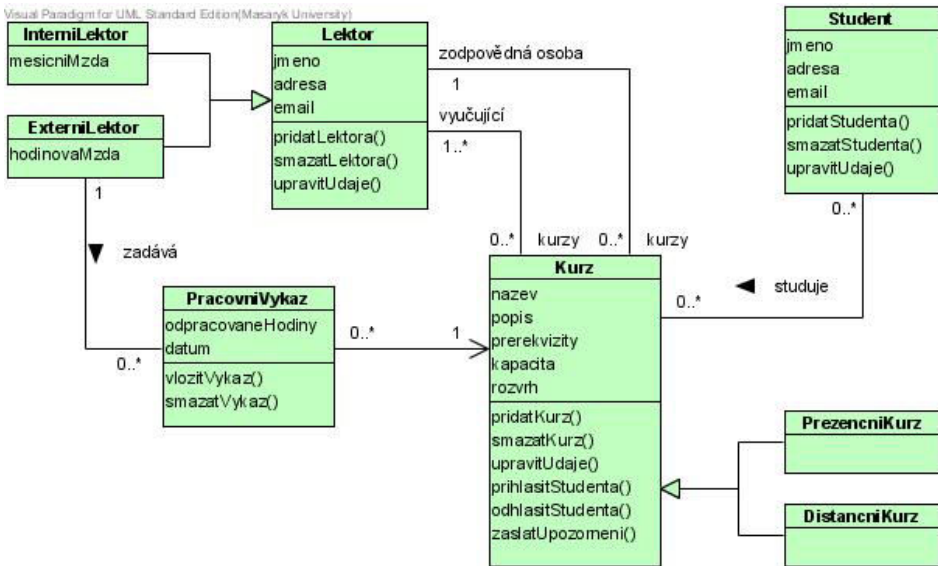 Visual Paradigm for UML Standard Edition(Masaryk University)
InterniLektor
mesicniMzda
ExterniLektor
hodinovaMzda
1
Lektor
jmeno
adresa
email
pridatLektora()
smazatLektora()
upravitUdaje()
zodpovědná osoba
1
vyučující
1..*
Student
jmeno
adresa
email
pridatStudenta()
smazatStudenta()
upravitUdaje()
0..*
zadává
0..* kurzy 0..* kurzy
studuje
0..*
PracovniVykaz
odpracovaneHodiny
datum
vlozitVykaz()
smazatVykaz()
0..*
0..*
1
Kurz
nazev
popis
prerekvizity
kapacita
rozvrh
pridatKurz()
smazatKurz()
upravitUdaje()
prihlasitStudenta()
odhlasitStudenta()
zaslatUpozorneni()
PrezencniKurz
DistancniKurz